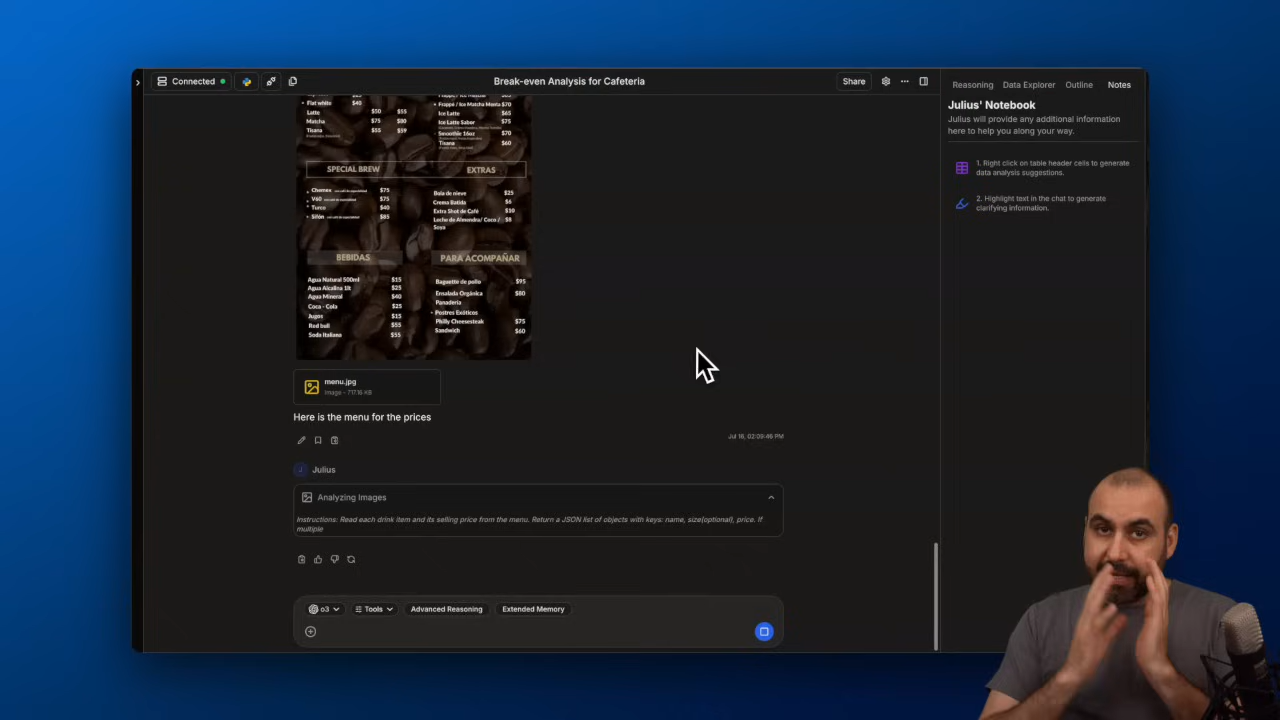 Connected
Break-even Analysis for Cafeteria
Share
Reasoning Data Explorer Outline Notes
Julius' Notebook
Julius will provide any additional information
here to help you along your way.
1. Right click on table header cells to generate
data analysis suggestions.
2. Highlight text in the chat to generate
clarifying information.
Flat white $40
Latte $50 $55
Matcha $75 $80
Tisana $55 $59
Frappe / Ice Matcha Menta $70
Ice Latte $65
Ice Latte Sabor $75
Smoothie 16oz $70
Tisana $60
SPECIAL BREW
Chemex $75
V60 $75
Turco $40
Sifón $85
EXTRAS
Bola de nieve $25
Crema Batida $6
Extra Shot de Café $10
Leche de Almendra/ Coco / $8
Soya
BEBIDAS
Agua Natural 500ml $15
Agua Alcalina 1lt $25
Agua Mineral $40
Coca - Cola $25
Jugos $15
Red bull $55
Soda Italiana $55
PARA ACOMPAÑAR
Baguette de pollo $95
Ensalada Orgánica $80
Panadería
Postres Exóticos
Philly Cheesesteak $75
Sandwich $60
menu.jpg
Image - 717.16 KB
Here is the menu for the prices
Jul 18, 02:09:46 PM
J Julius
Analyzing Images
Instructions: Read each drink item and its selling price from the menu. Return a JSON list of objects with keys: name, size(optional), price. If
multiple
o3 Tools Advanced Reasoning Extended Memory